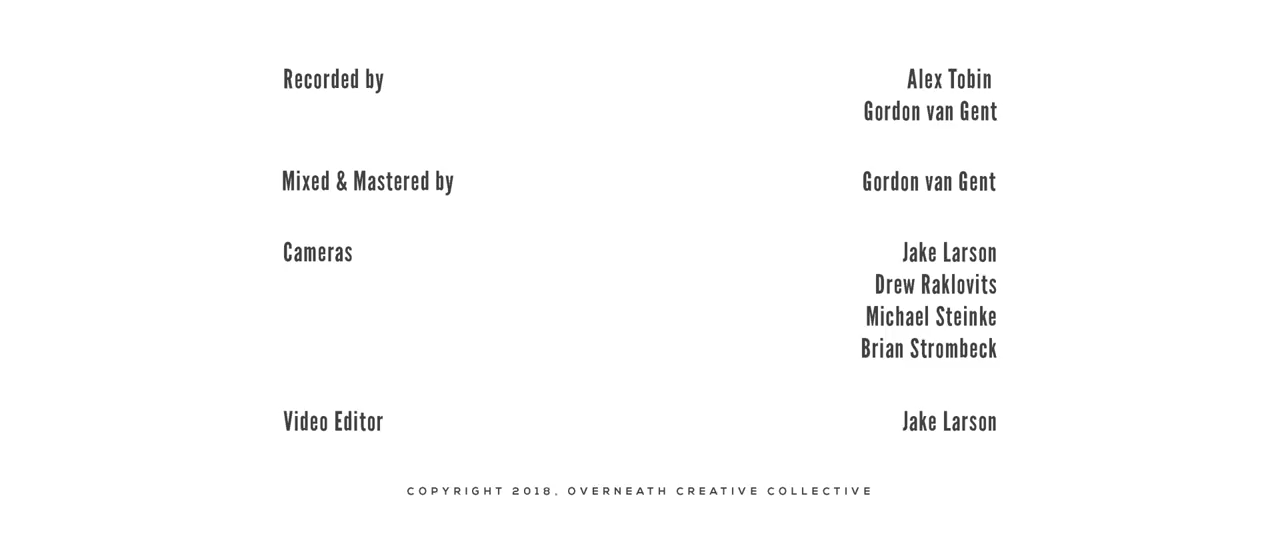 Recorded by Alex Tobin
Gordon van Gent
Mixed & Mastered by Gordon van Gent
Cameras Jake Larson
Drew Raklovits
Michael Steinke
Brian Strombeck
Video Editor Jake Larson
COPYRIGHT 2018, OVERNEATH CREATIVE COLLECTIVE